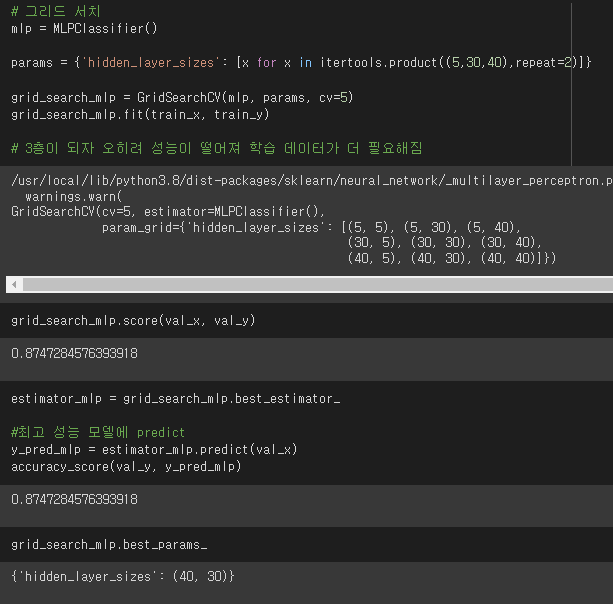 # 그리드 서치
mlp = MLPClassifier()
params = {'hidden_layer_sizes': [x for x in itertools.product((5,30,40),repeat=2)]}
grid_search_mlp = GridSearchCV(mlp, params, cv=5)
grid_search_mlp.fit(train_x, train_y)
# 3층이 되자 오히려 성능이 떨어져 학습 데이터가 더 필요해짐
/usr/local/lib/python3.8/dist-packages/sklearn/neural_network/_multilayer_perceptron.p
warnings.warn(
GridSearchCV(cv=5, estimator=MLPClassifier(),
param_grid={'hidden_layer_sizes': [(5, 5), (5, 30), (5, 40),
(30, 5), (30, 30), (30, 40),
(40, 5), (40, 30), (40, 40)]})
grid_search_mlp.score(val_x, val_y)
0.8747284576393918
estimator_mlp = grid_search_mlp.best_estimator_
#최고 성능 모델에 predict
y_pred_mlp = estimator_mlp.predict(val_x)
accuracy_score(val_y, y_pred_mlp)
0.8747284576393918
grid_search_mlp.best_params_
{'hidden_layer_sizes': (40, 30)}